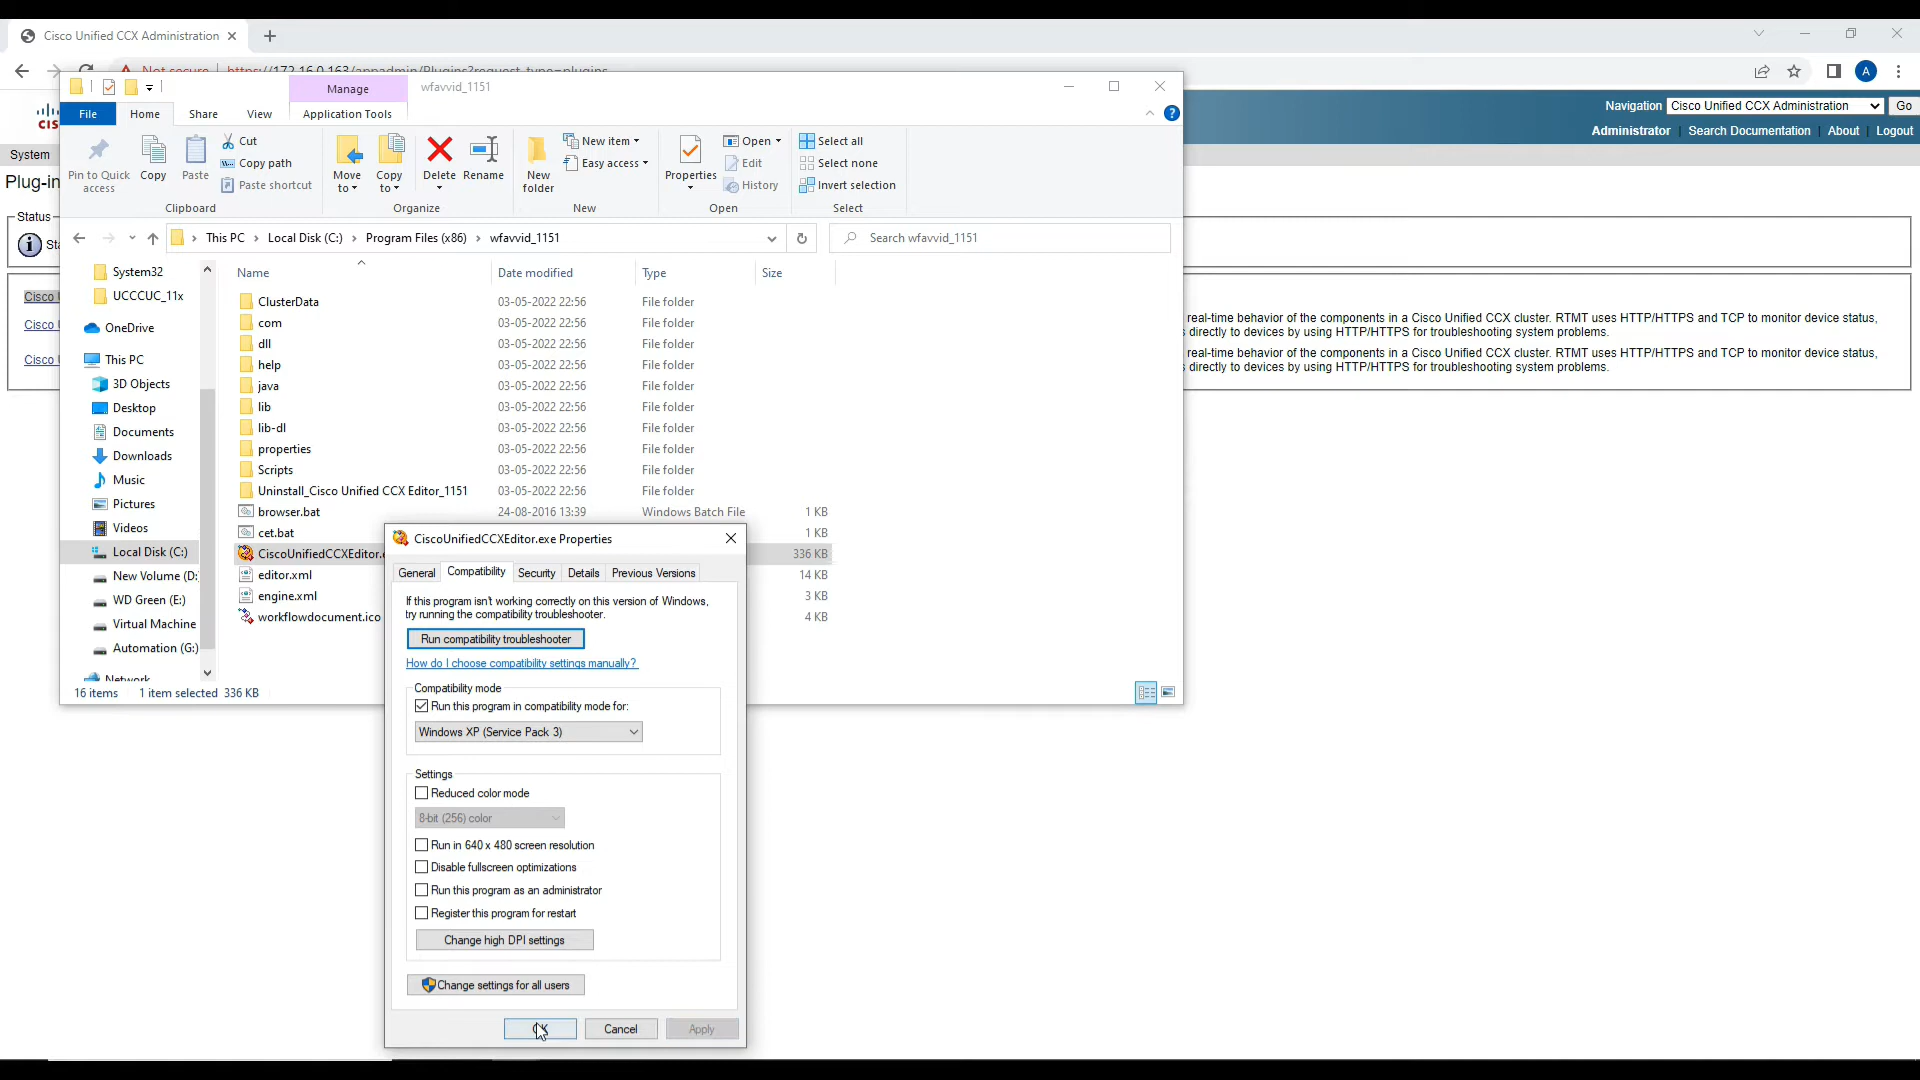 Cisco Unified CCX Administration
Not secure | https://172.16.0.163/appadmin/Plugins?request_type=plugins
A
Manage
wfavvid_1151
File
Home
Share
View
Application Tools
Navigation Cisco Unified CCX Administration Go
Administrator | Search Documentation | About | Logout
cis
System
Plug-in
Status
Cisco
Cisco
Cisco
Pin to Quick access
Copy
Paste
Cut
Copy path
Paste shortcut
Clipboard
Move to
Copy to
Delete
Rename
Organize
New folder
New item
Easy access
New
Properties
Open
Edit
History
Open
Select all
Select none
Invert selection
Select
This PC > Local Disk (C:) > Program Files (x86) > wfavvid_1151
Search wfavvid_1151
System32
UCCCUC_11x
OneDrive
This PC
3D Objects
Desktop
Documents
Downloads
Music
Pictures
Videos
Local Disk (C:)
New Volume (D:
WD Green (E:)
Virtual Machine
Automation (G:)
Network
Name Date modified Type Size
ClusterData 03-05-2022 22:56 File folder
com 03-05-2022 22:56 File folder
dll 03-05-2022 22:56 File folder
help 03-05-2022 22:56 File folder
java 03-05-2022 22:56 File folder
lib 03-05-2022 22:56 File folder
lib-dl 03-05-2022 22:56 File folder
properties 03-05-2022 22:56 File folder
Scripts 03-05-2022 22:56 File folder
Uninstall_Cisco Unified CCX Editor_1151 03-05-2022 22:56 File folder
browser.bat 24-08-2016 13:39 Windows Batch File 1 KB
cet.bat 1 KB
CiscoUnifiedCCXEditor.e 336 KB
editor.xml 14 KB
engine.xml 3 KB
workflowdocument.ico 4 KB
16 items 1 item selected 336 KB
real-time behavior of the components in a Cisco Unified CCX cluster. RTMT uses HTTP/HTTPS and TCP to monitor device status,
directly to devices by using HTTP/HTTPS for troubleshooting system problems.
real-time behavior of the components in a Cisco Unified CCX cluster. RTMT uses HTTP/HTTPS and TCP to monitor device status,
directly to devices by using HTTP/HTTPS for troubleshooting system problems.
CiscoUnifiedCCXEditor.exe Properties
General Compatibility Security Details Previous Versions
If this program isn't working correctly on this version of Windows,
try running the compatibility troubleshooter.
Run compatibility troubleshooter
How do I choose compatibility settings manually?
Compatibility mode
Run this program in compatibility mode for:
Windows XP (Service Pack 3)
Settings
Reduced color mode
8-bit (256) color
Run in 640 x 480 screen resolution
Disable fullscreen optimizations
Run this program as an administrator
Register this program for restart
Change high DPI settings
Change settings for all users
OK Cancel Apply